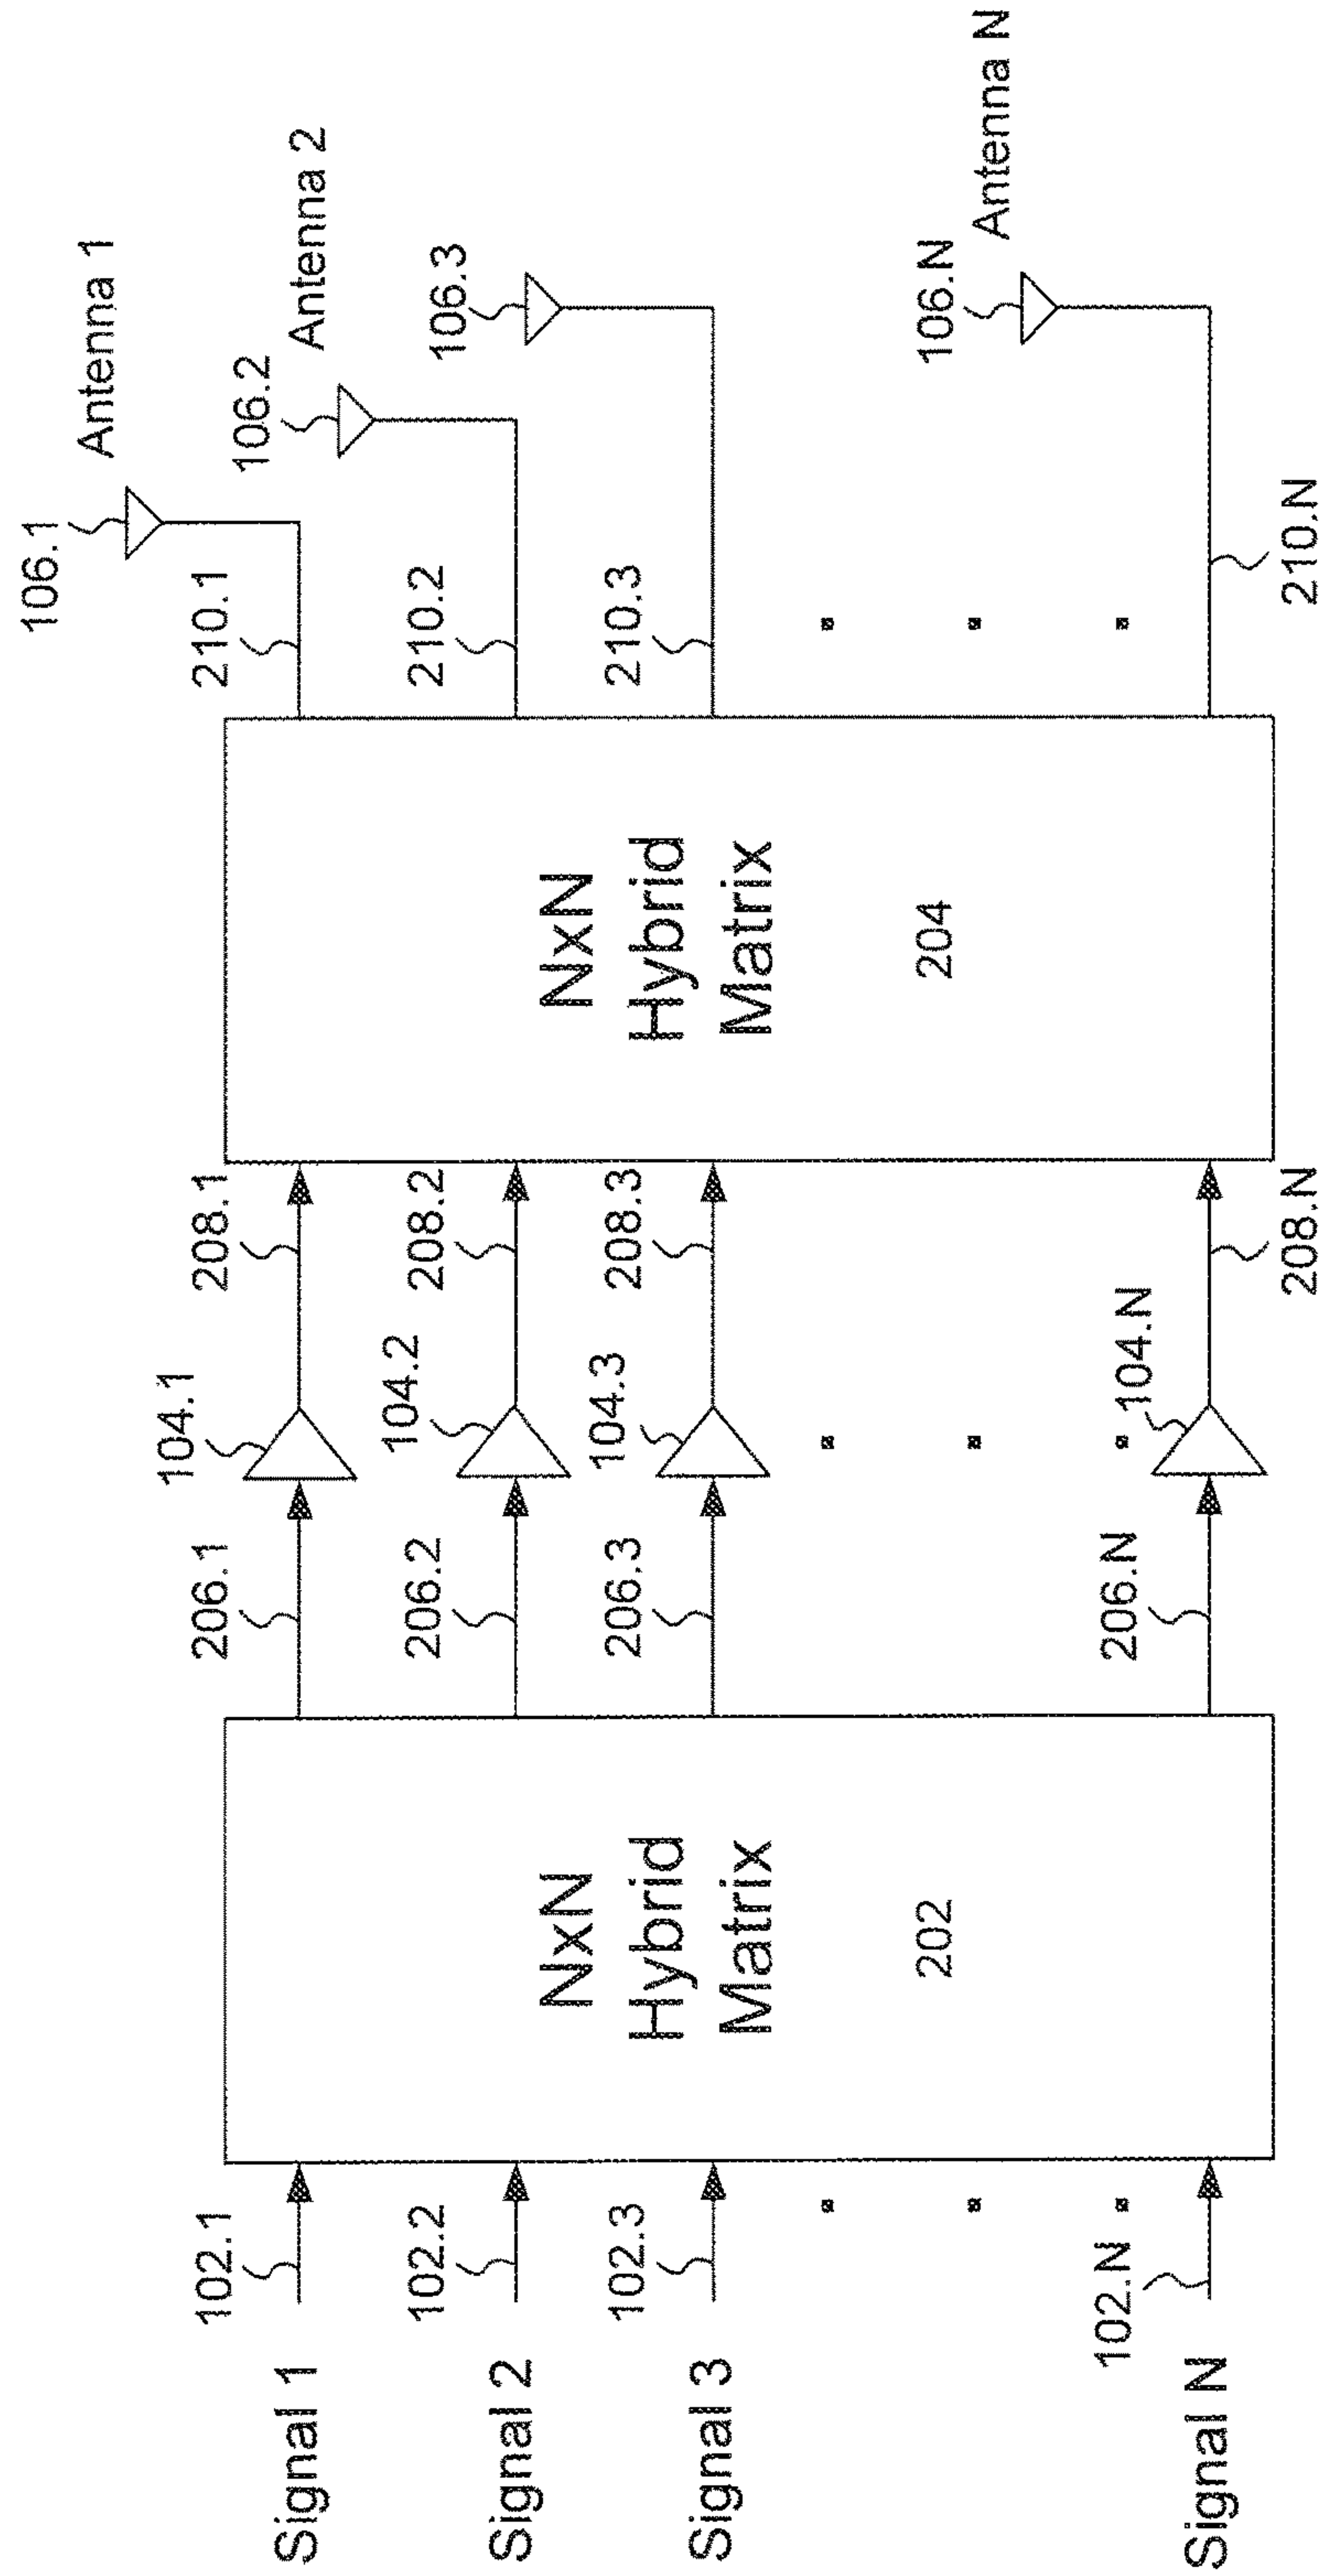 106.1
Antenna 1
106.2
Antenna 2
106.3
106.N
Antenna N
210.1
210.2
210.3
210.N
NxN
Hybrid
Matrix
204
208.1
208.2
208.3
208.N
104.1
104.2
104.3
104.N
206.1
206.2
206.3
206.N
NxN
Hybrid
Matrix
202
102.1
102.2
102.3
102.N
Signal 1
Signal 2
Signal 3
Signal N